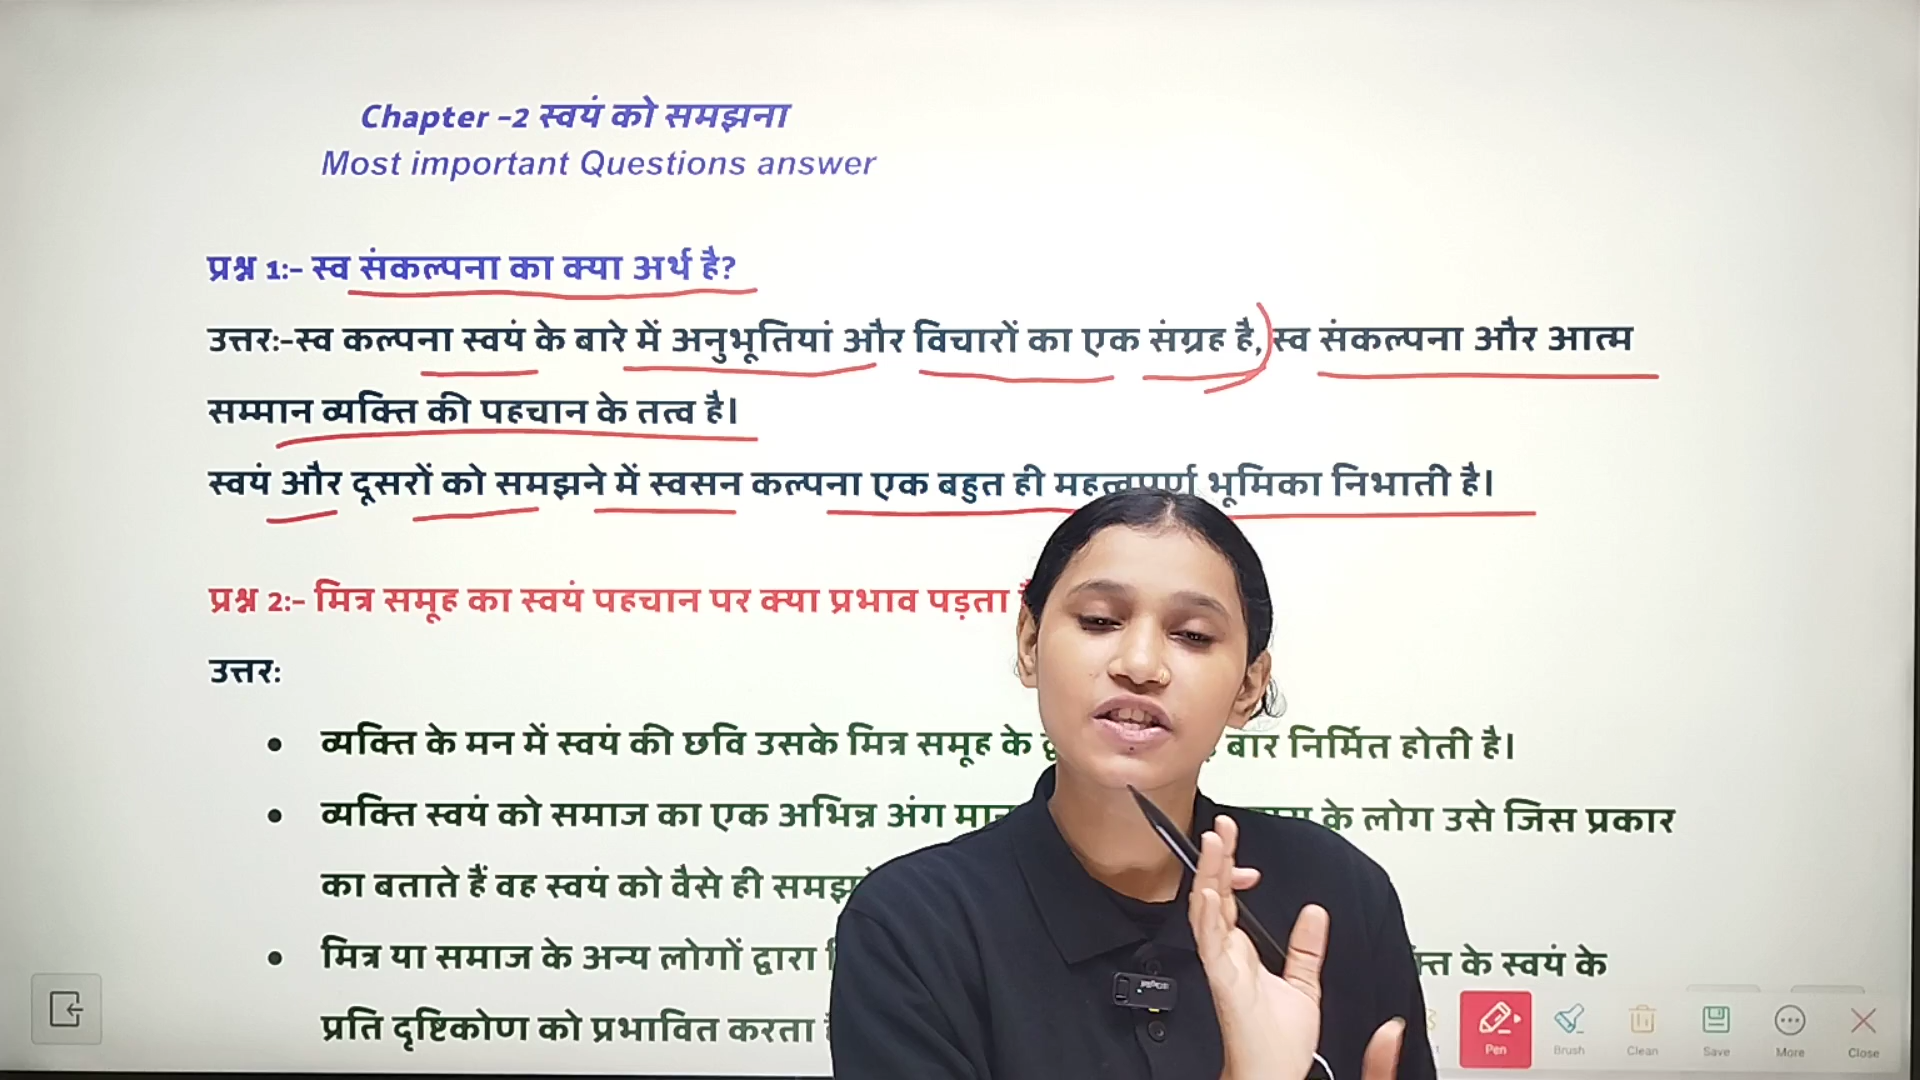 Chapter –2 स्वयं को समझना
Most important Questions answer
प्रश्न 1:– स्व संकल्पना का क्या अर्थ है?
उत्तर:–स्व कल्पना स्वयं के बारे में अनुभूतियां और विचारों का एक संग्रह है, स्व संकल्पना और आत्म
सम्मान व्यक्ति की पहचान के तत्व है।
स्वयं और दूसरों को समझने में स्वसन कल्पना एक बहुत ही महत्वपूर्ण भूमिका निभाती है।
प्रश्न 2:– मित्र समूह का स्वयं पहचान पर क्या प्रभाव पड़ता
उत्तर:
• व्यक्ति के मन में स्वयं की छवि उसके मित्र समूह के बार निर्मित होती है।
• व्यक्ति स्वयं को समाज का एक अभिन्न अंग के लोग उसे जिस प्रकार
का बताते हैं वह स्वयं को वैसे ही
• मित्र या समाज के अन्य लोगों द्वारा के स्वयं के
प्रति दृष्टिकोण को प्रभावित करता
Pen Brush Clean Save More Close